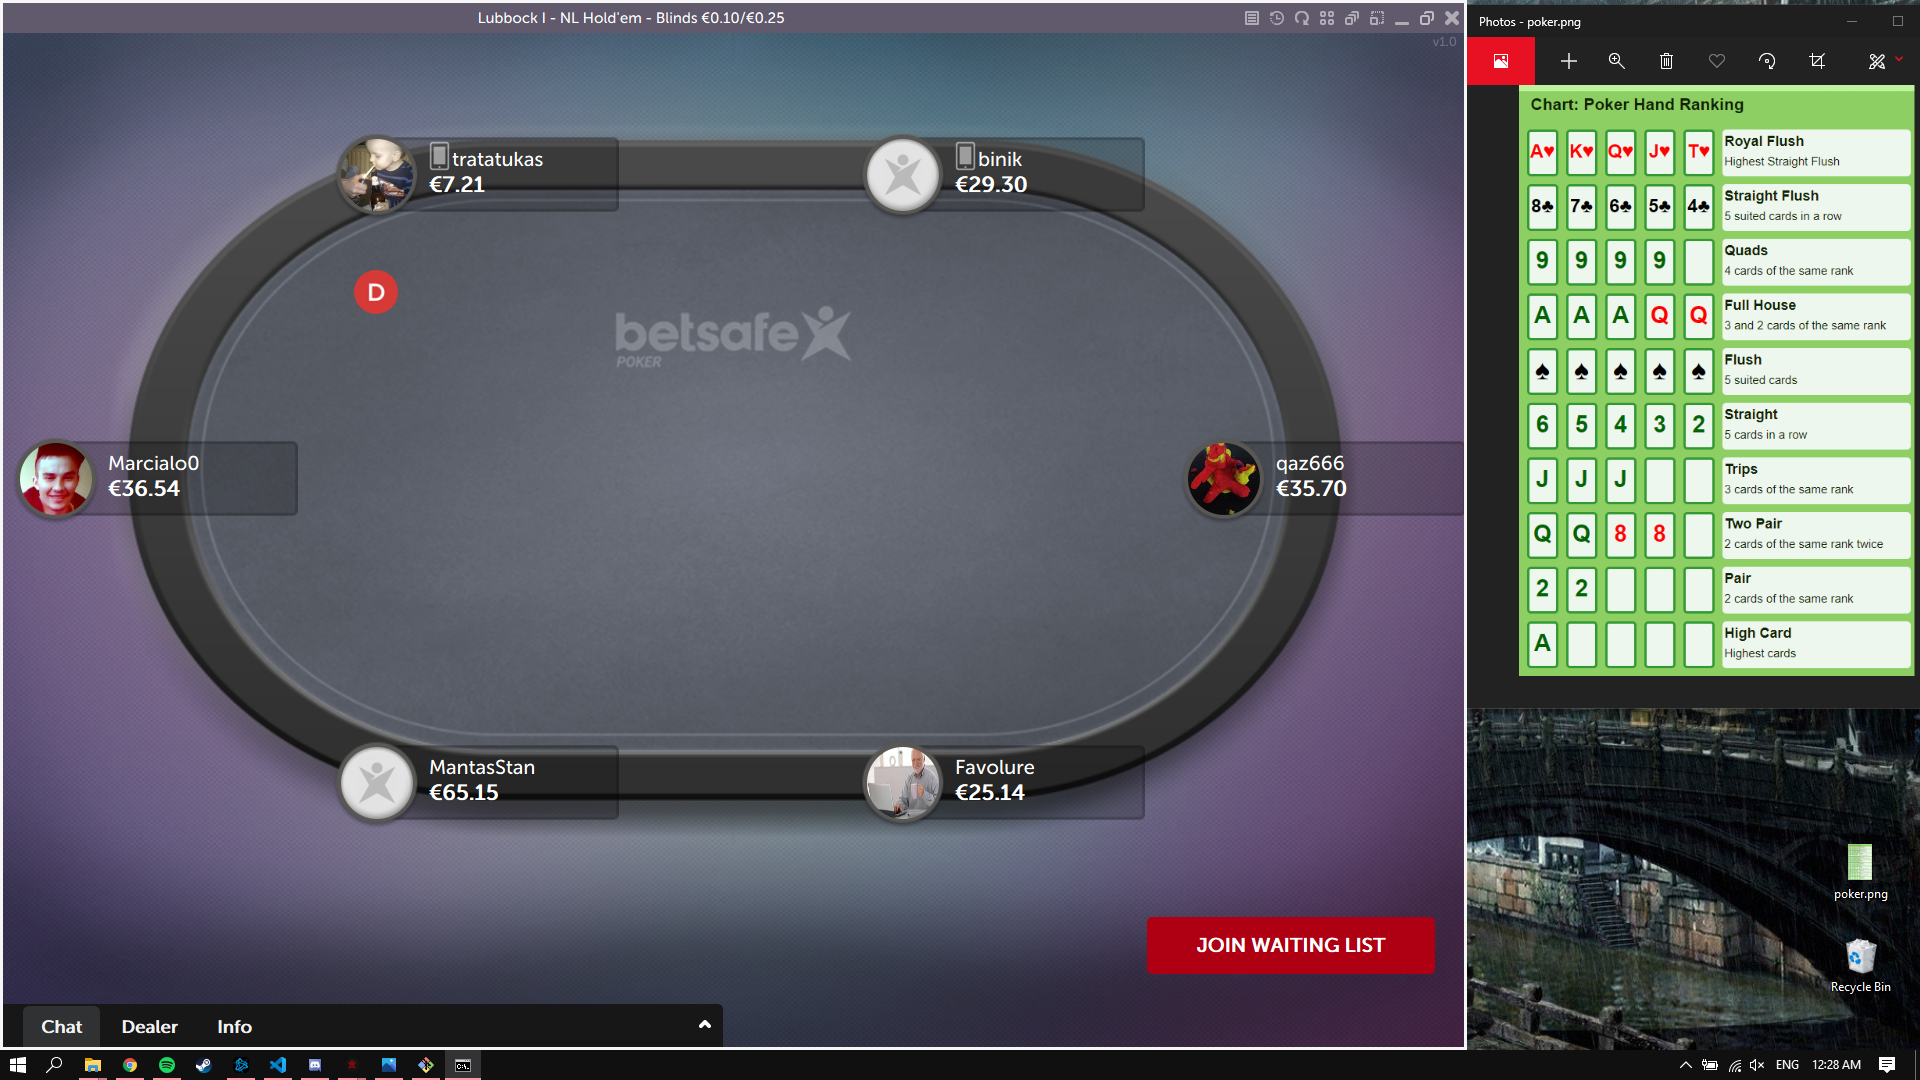 Lubbock I - NL Hold'em - Blinds €0.10/€0.25
v1.0
tratatukas
€7.21
binik
€29.30
D
betsafe
POKER
Marcialo0
€36.54
qaz666
€35.70
MantasStan
€65.15
Favolure
€25.14
JOIN WAITING LIST
Chat Dealer Info
Photos - poker.png
Chart: Poker Hand Ranking
A♥ K♥ Q♥ J♥ T♥ Royal Flush
Highest Straight Flush
8♣ 7♣ 6♣ 5♣ 4♣ Straight Flush
5 suited cards in a row
9 9 9 9 Quads
4 cards of the same rank
A A A Q Q Full House
3 and 2 cards of the same rank
♠ ♠ ♠ ♠ ♠ Flush
5 suited cards
6 5 4 3 2 Straight
5 cards in a row
J J J Trips
3 cards of the same rank
Q Q 8 8 Two Pair
2 cards of the same rank twice
2 2 Pair
2 cards of the same rank
A High Card
Highest cards
poker.png
Recycle Bin
ENG 12:28 AM